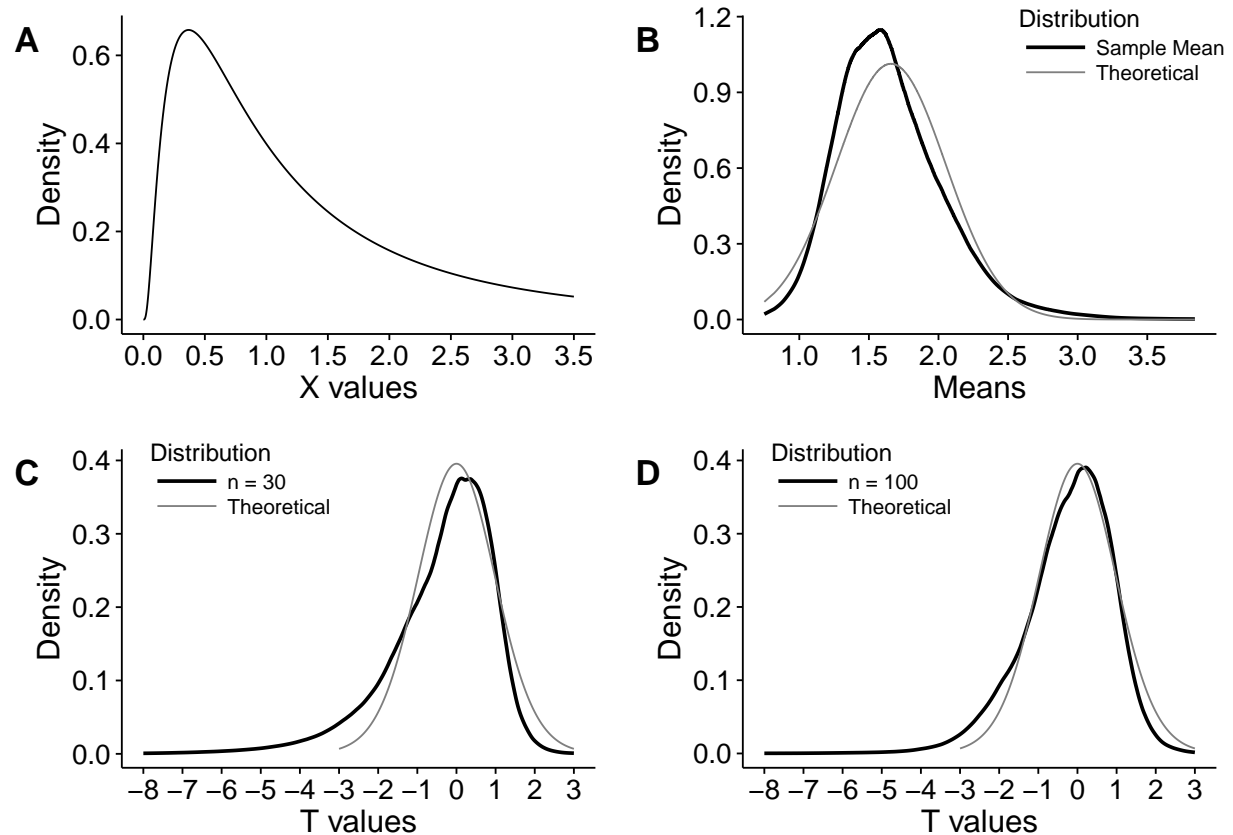 A
Density
0.6
0.4
0.2
0.0
0.0 0.5 1.0 1.5 2.0 2.5 3.0 3.5
X values
B
Density
1.2
0.9
0.6
0.3
0.0
Distribution
Sample Mean
Theoretical
1.0 1.5 2.0 2.5 3.0 3.5
Means
C
Density
0.4
0.3
0.2
0.1
0.0
Distribution
n = 30
Theoretical
−8 −7 −6 −5 −4 −3 −2 −1 0 1 2 3
T values
D
Density
0.4
0.3
0.2
0.1
0.0
Distribution
n = 100
Theoretical
−8 −7 −6 −5 −4 −3 −2 −1 0 1 2 3
T values